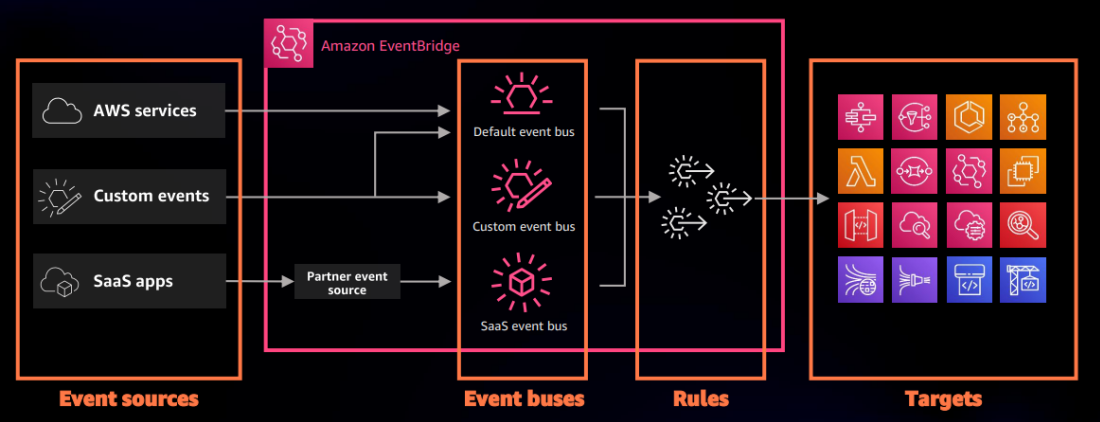 Amazon EventBridge
AWS services
Default event bus
Custom events
Custom event bus
SaaS apps
Partner event
source
SaaS event bus
Event sources
Event buses
Rules
Targets